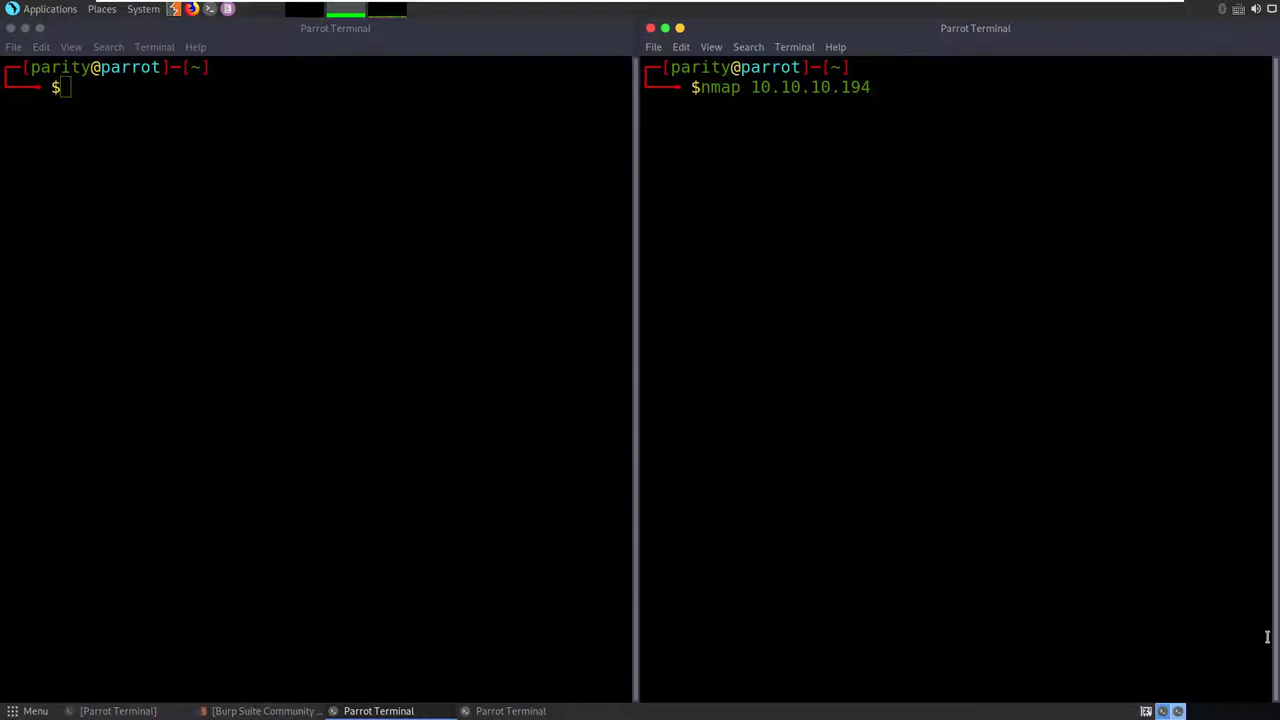 Applications Places System
Parrot Terminal
File Edit View Search Terminal Help
┌─[parity@parrot]─[~]
└──╼ $
Parrot Terminal
File Edit View Search Terminal Help
┌─[parity@parrot]─[~]
└──╼ $nmap 10.10.10.194
Menu [Parrot Terminal] [Burp Suite Community ... Parrot Terminal Parrot Terminal